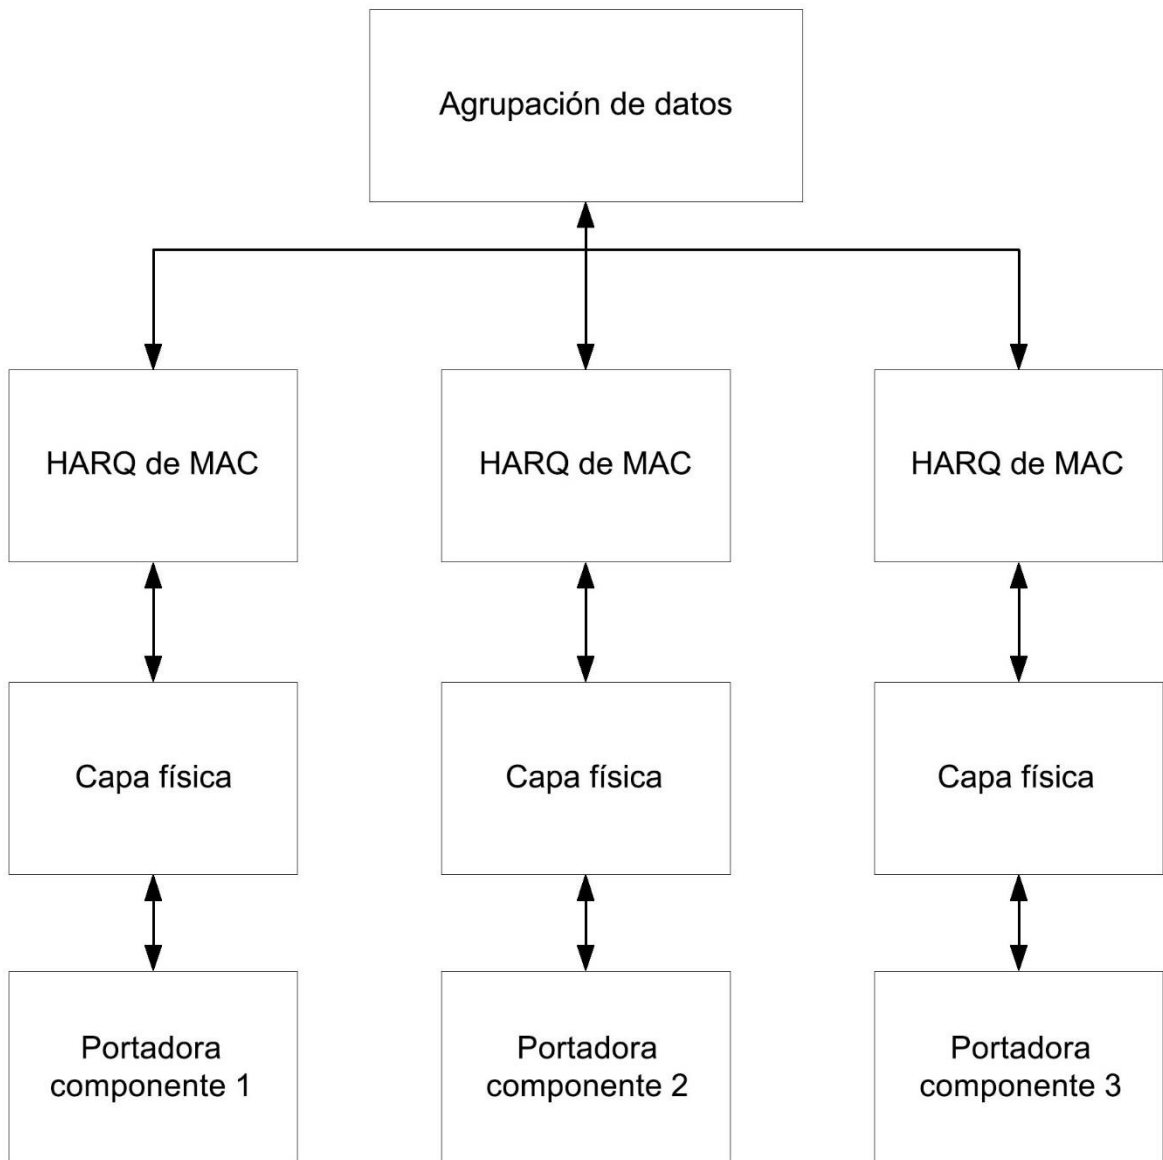 Agrupación de datos
HARQ de MAC
HARQ de MAC
HARQ de MAC
Capa física
Capa física
Capa física
Portadora
componente 1
Portadora
componente 2
Portadora
componente 3